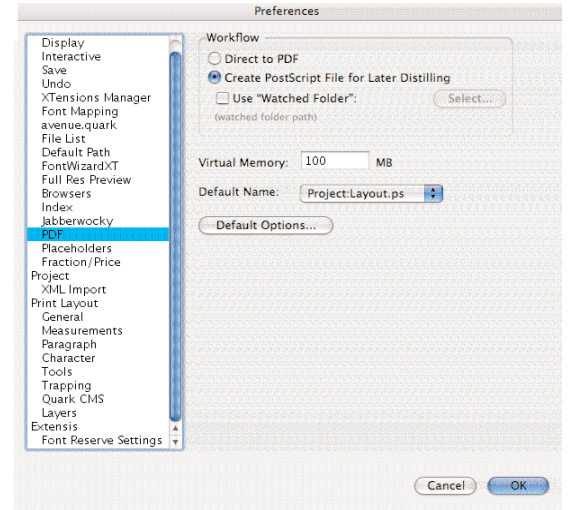 Preferences
Display
Interactive
Save
Undo
XTensions Manager
Font Mapping
avenue.quark
File List
Default Path
FontWizardXT
Full Res Preview
Browsers
Index
Jabberwocky
PDF
Placeholders
Fraction/Price
Project
XML Import
Print Layout
General
Measurements
Paragraph
Character
Tools
Trapping
Quark CMS
Layers
Extensis
Font Reserve Settings
Workflow
Direct to PDF
Create PostScript File for Later Distilling
Use "Watched Folder":
Select...
(watched folder path)
Virtual Memory: 100 MB
Default Name: Project:Layout.ps
Default Options...
Cancel OK